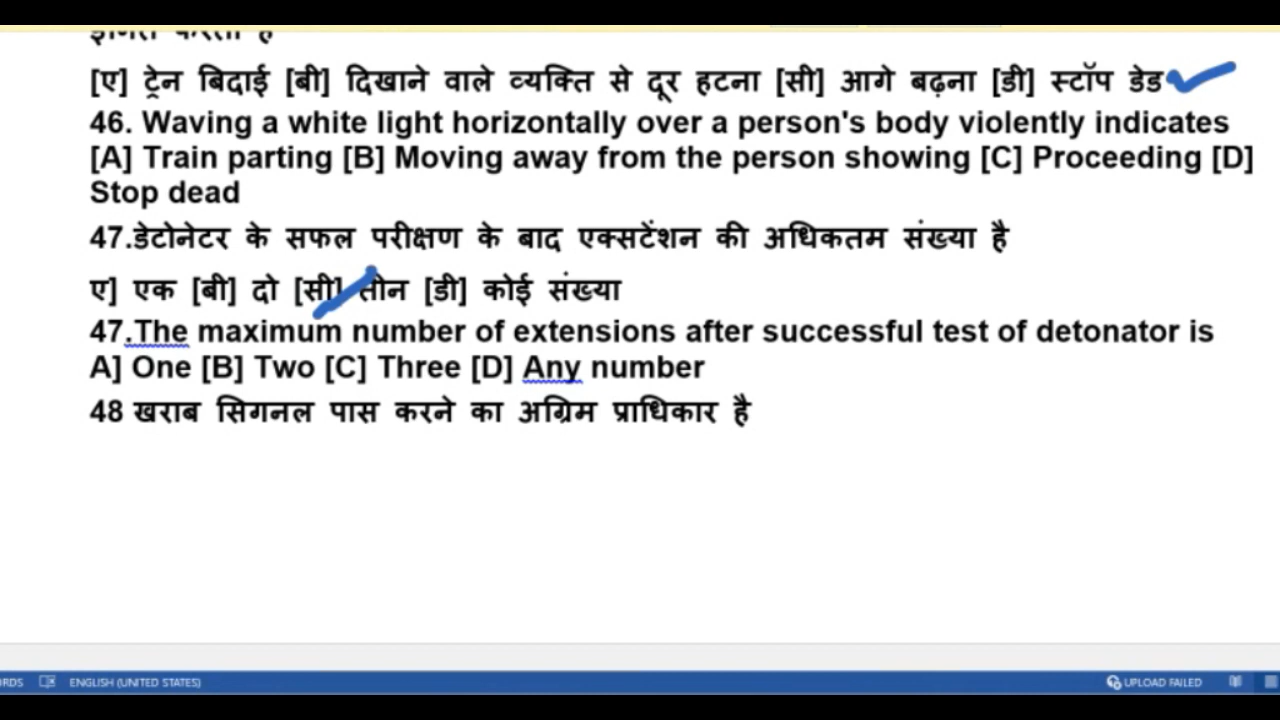 [ए] ट्रेन बिदाई [बी] दिखाने वाले व्यक्ति से दूर हटना [सी] आगे बढ़ना [डी] स्टॉप डेड
46. Waving a white light horizontally over a person's body violently indicates
[A] Train parting [B] Moving away from the person showing [C] Proceeding [D]
Stop dead
47.डेटोनेटर के सफल परीक्षण के बाद एक्सटेंशन की अधिकतम संख्या है
ए] एक [बी] दो [सी] तीन [डी] कोई संख्या
47.The maximum number of extensions after successful test of detonator is
A] One [B] Two [C] Three [D] Any number
48 खराब सिगनल पास करने का अग्रिम प्राधिकार है
ENGLISH (UNITED STATES) UPLOAD FAILED